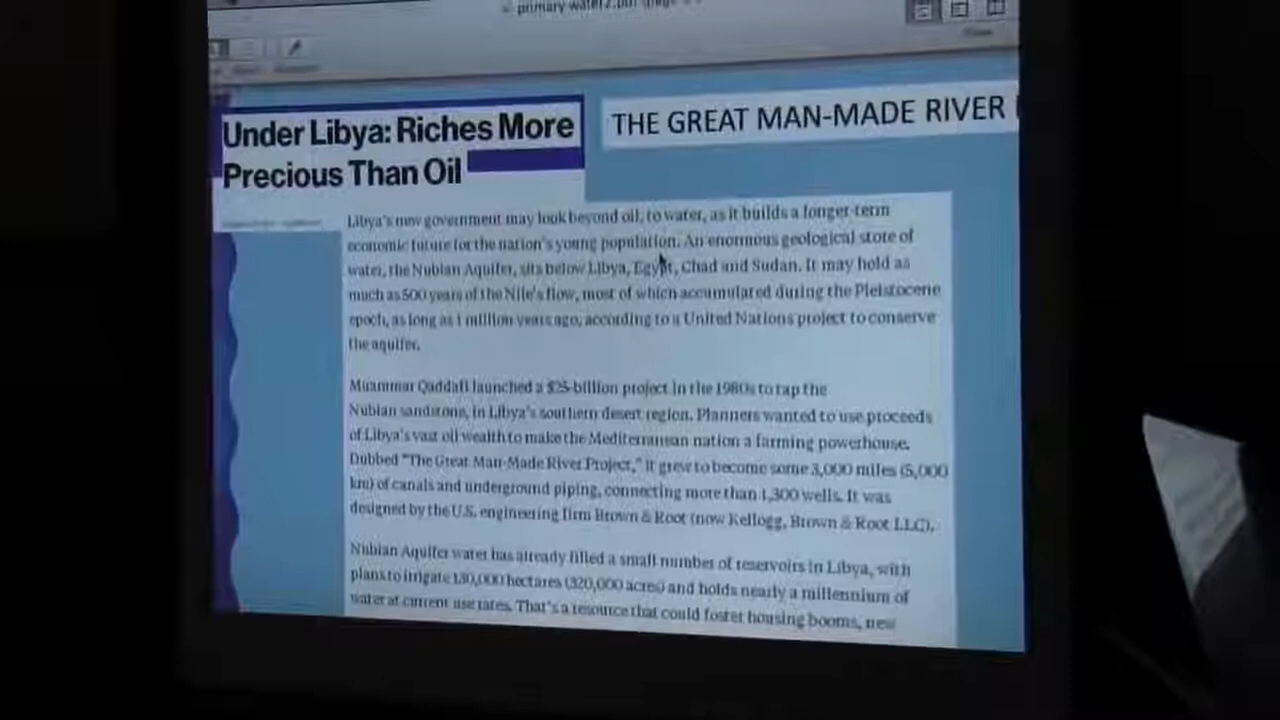 primary water2.pdf (page
Under Libya: Riches More
Precious Than Oil
THE GREAT MAN-MADE RIVER
Libya's new government may look beyond oil, to water, as it builds a longer-term
economic future for the nation's young population. An enormous geological store of
water, the Nubian Aquifer, sits below Libya, Egypt, Chad and Sudan. It may hold as
much as 500 years of the Nile's flow, most of which accumulated during the Pleistocene
epoch, as long as 1 million years ago, according to a United Nations project to conserve
the aquifer.
Muammar Qaddafi launched a $25-billion project in the 1980s to tap the
Nubian sandstone, in Libya's southern desert region. Planners wanted to use proceeds
of Libya's vast oil wealth to make the Mediterranean nation a farming powerhouse.
Dubbed "The Great Man-Made River Project," it grew to become some 3,000 miles (5,000
km) of canals and underground piping, connecting more than 1,300 wells. It was
designed by the U.S. engineering firm Brown & Root (now Kellogg, Brown & Root LLC).
Nubian Aquifer water has already filled a small number of reservoirs in Libya, with
plans to irrigate 130,000 hectares (320,000 acres) and holds nearly a millennium of
water at current use rates. That's a resource that could foster housing booms, new